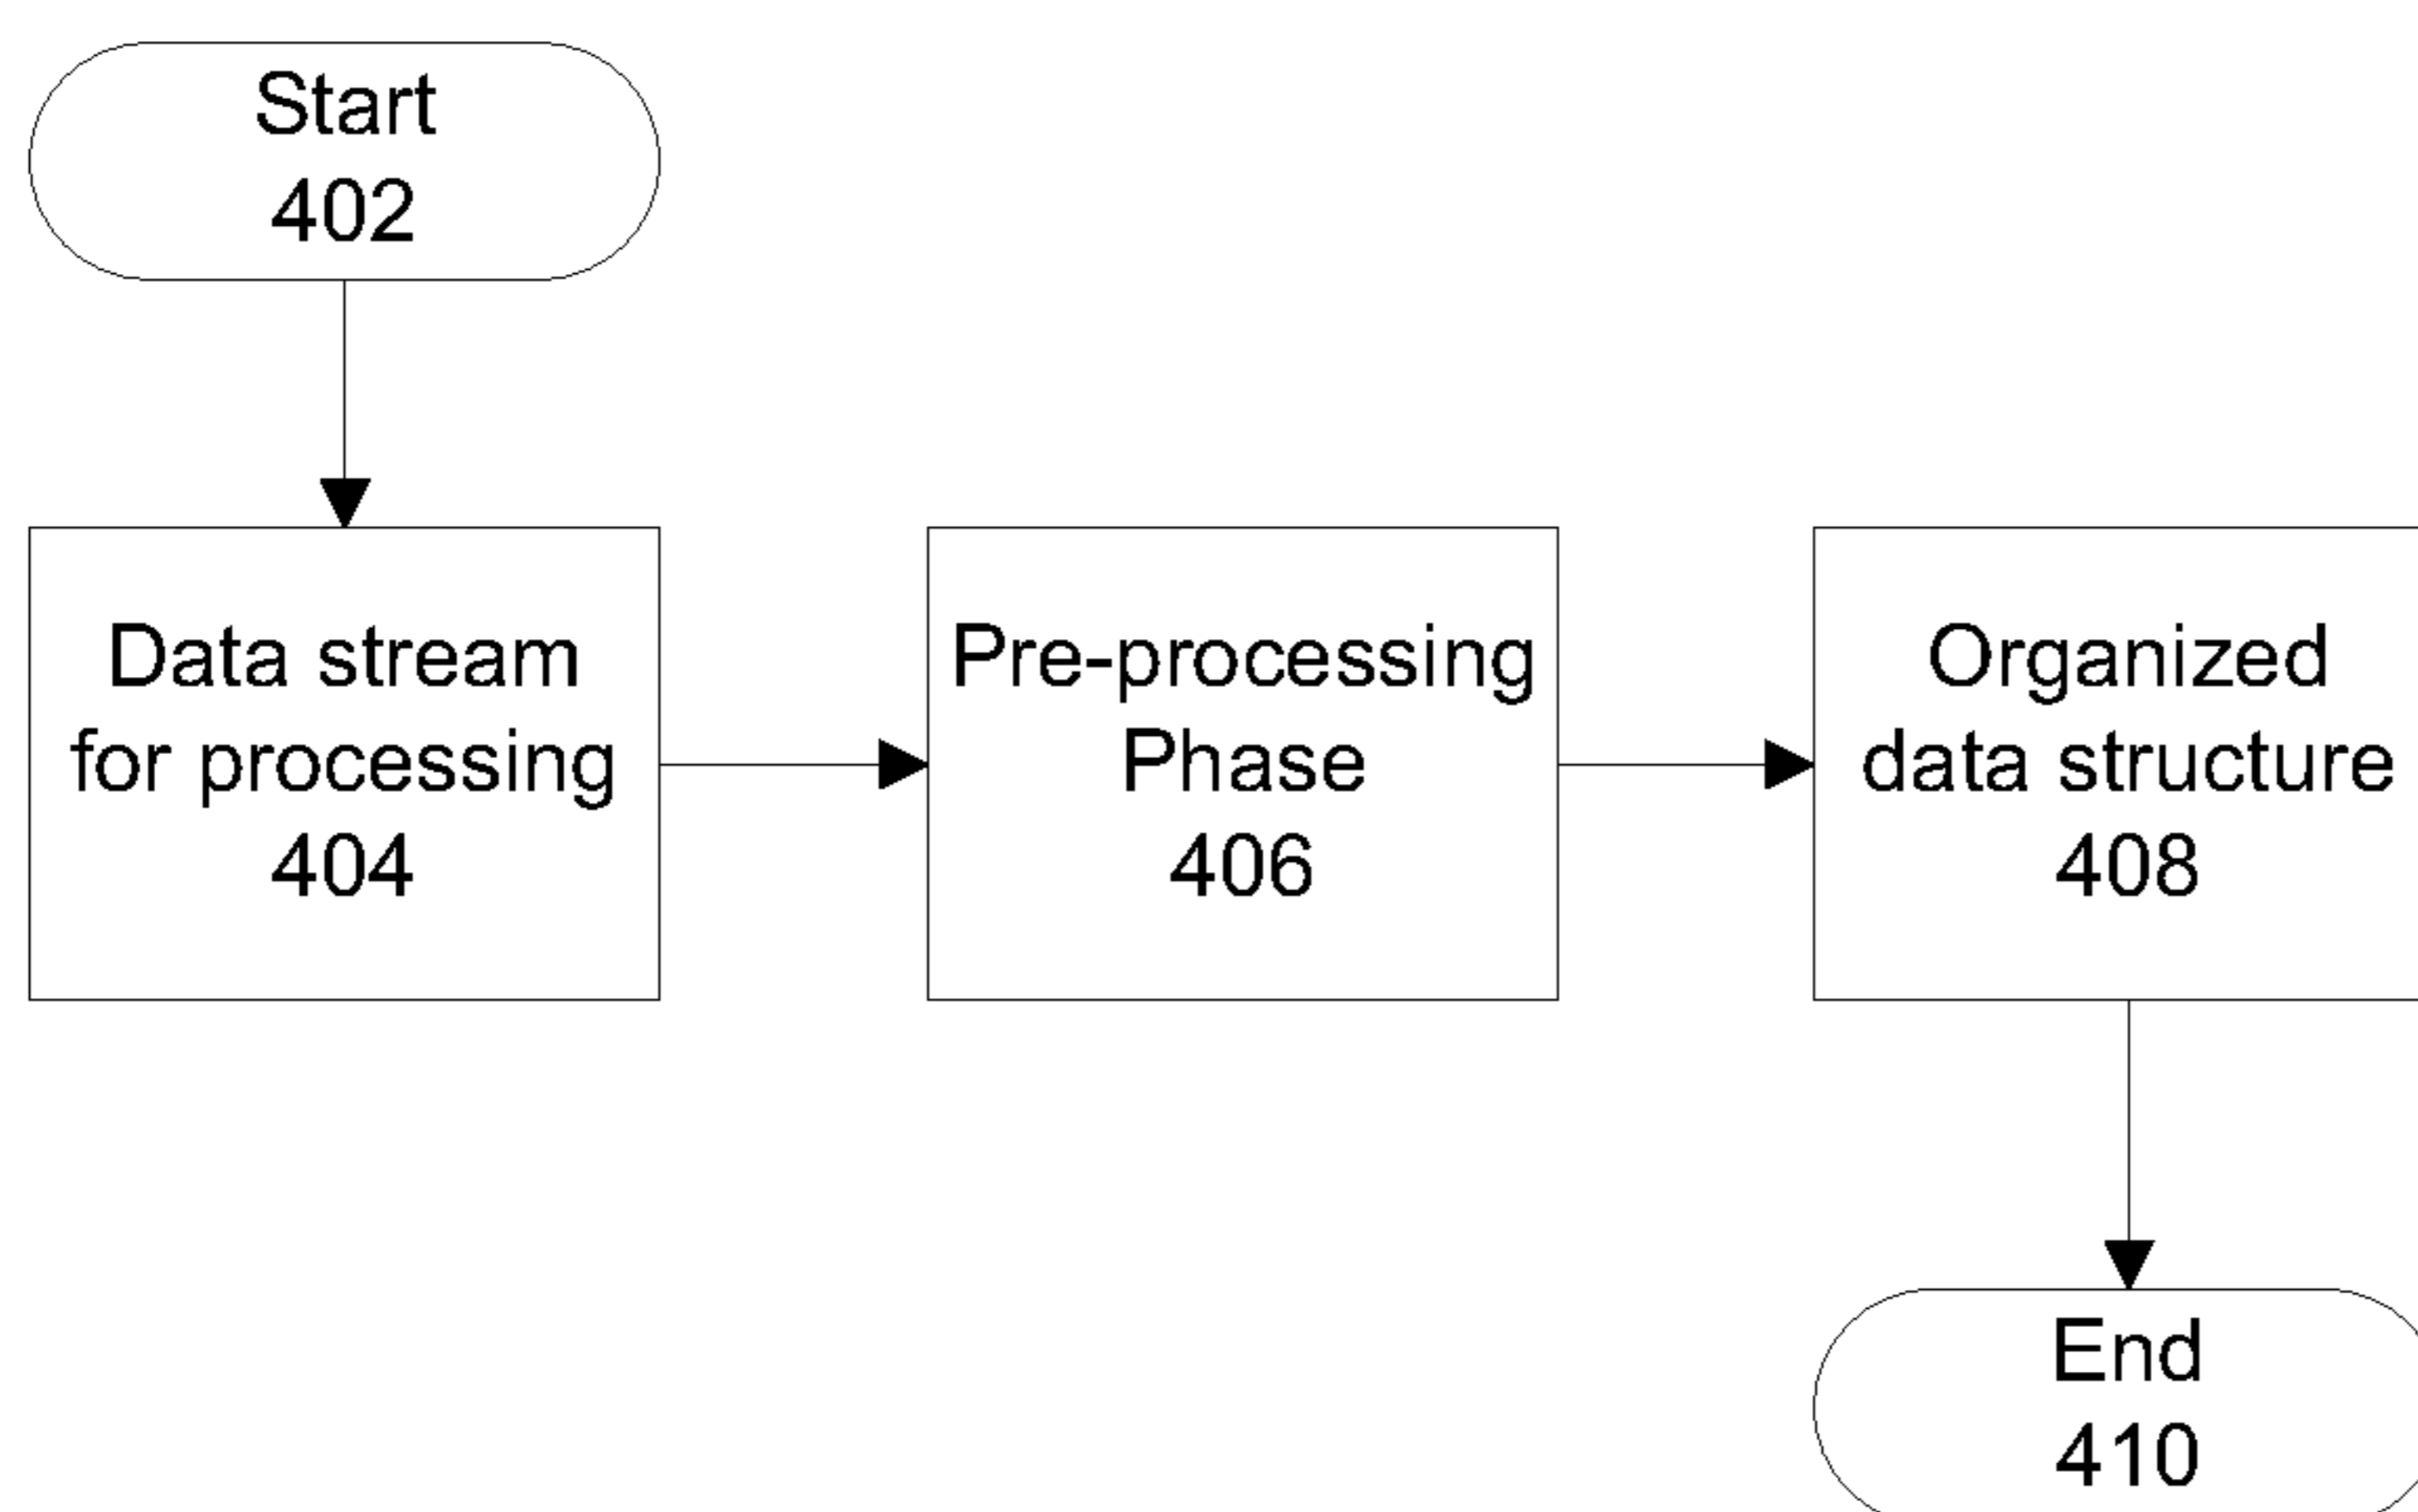 Start
402
Data stream
for processing
404
Pre-processing
Phase
406
Organized
data structure
408
End
410